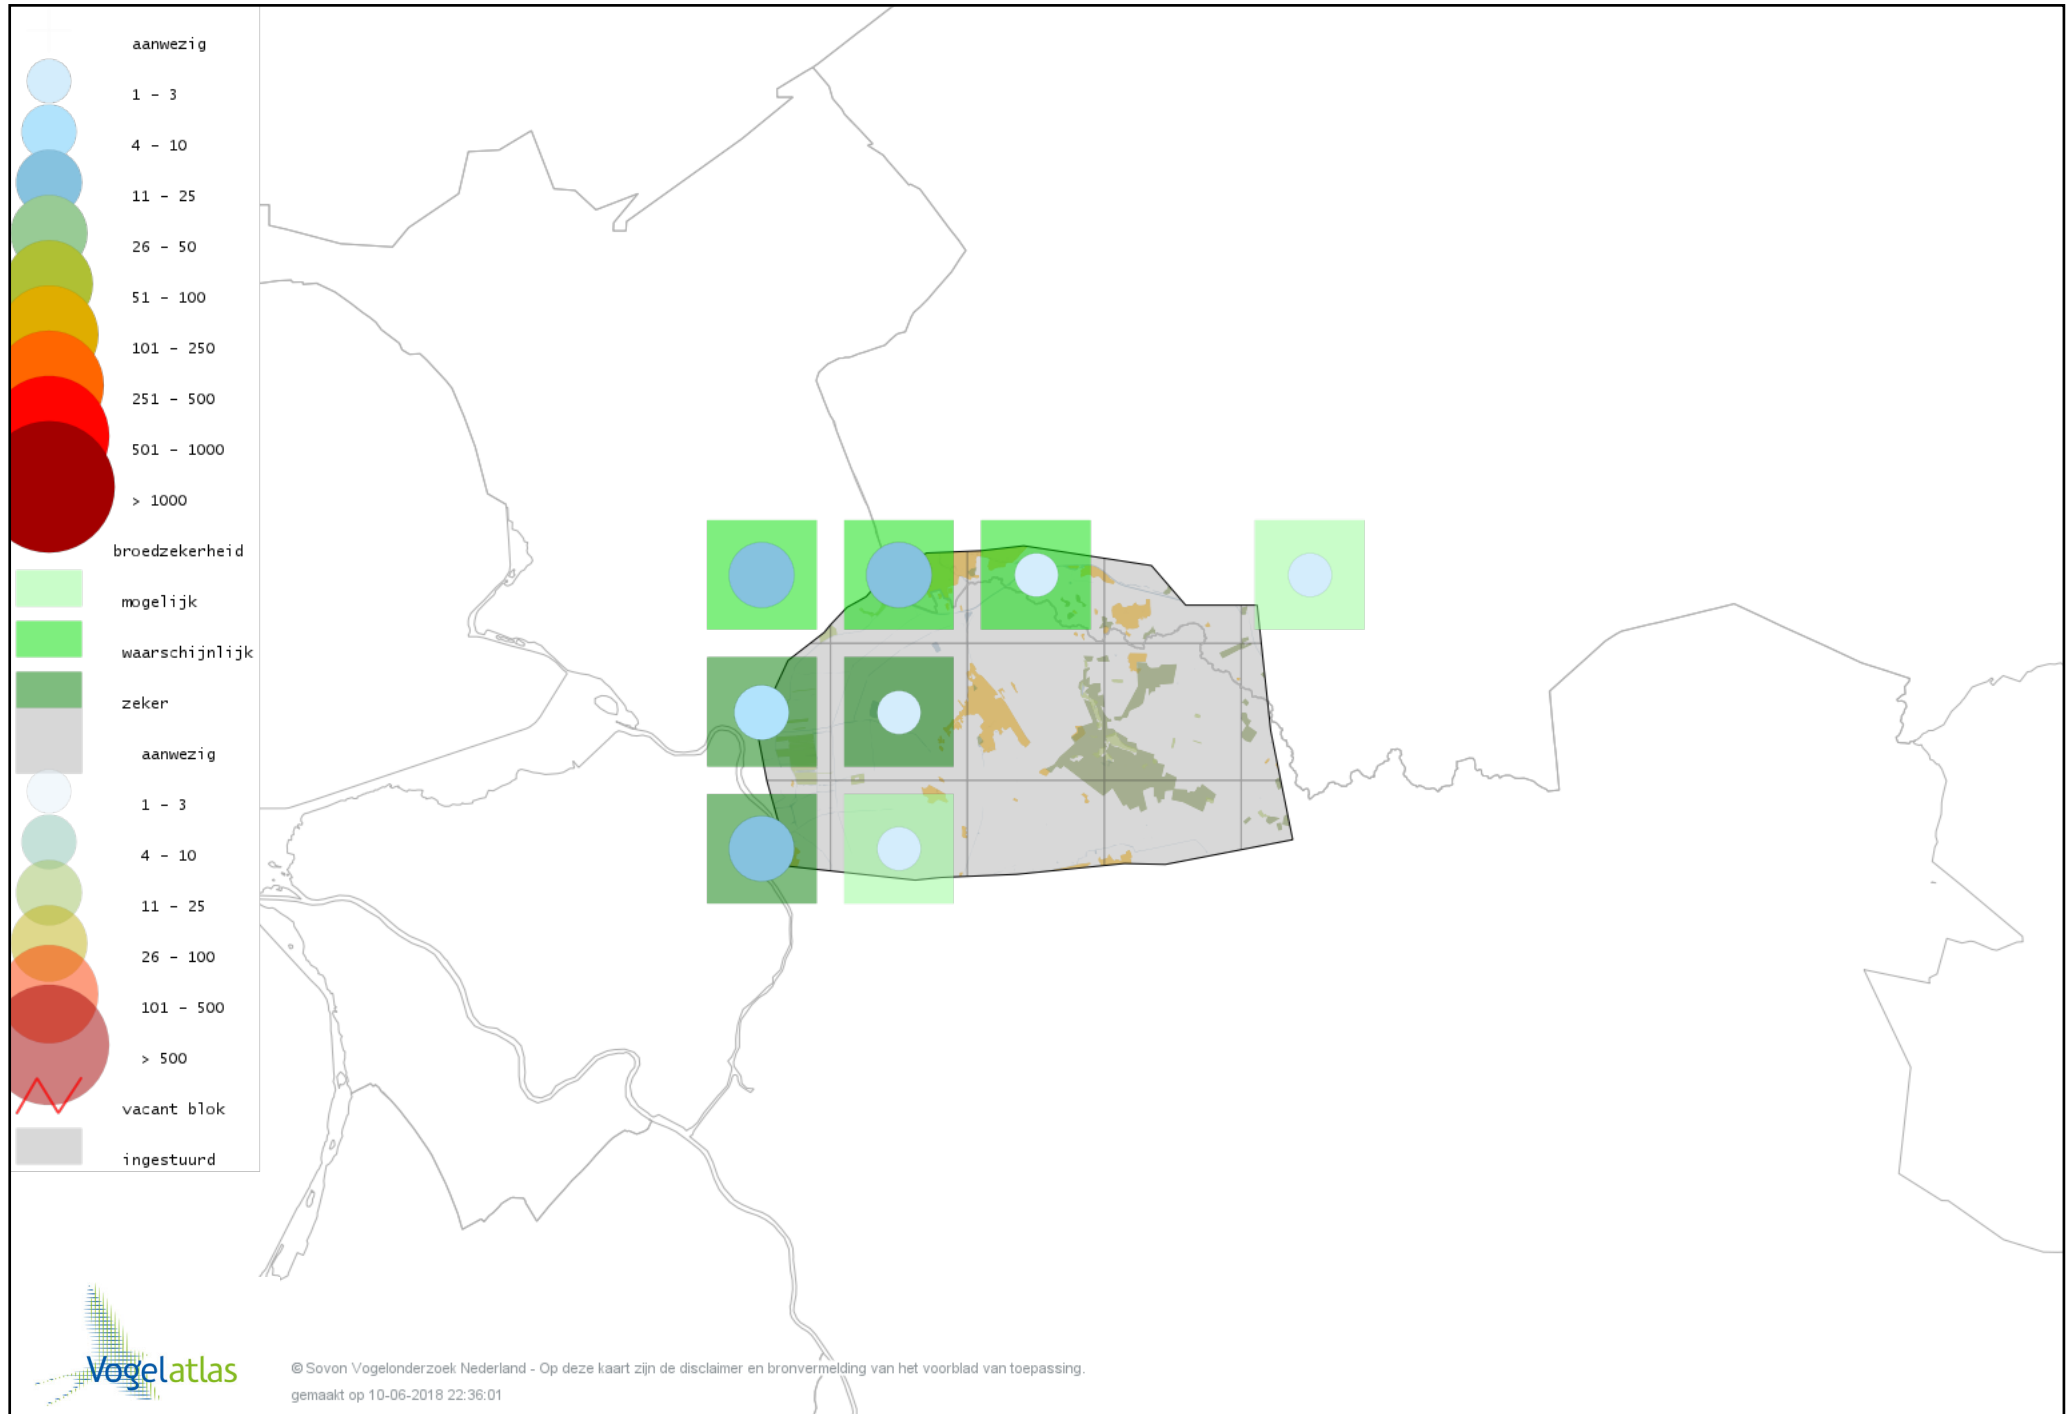 aanwezig
1 - 3
4 - 10
11 - 25
26 - 50
51 - 100
101 - 250
251 - 500
501 - 1000
> 1000
broedzekerheid
mogelijk
waarschijnlijk
zeker
aanwezig
1 - 3
4 - 10
11 - 25
26 - 100
101 - 500
> 500
vacant blok
ingestuurd
Vogelatlas
© Sovon Vogelonderzoek Nederland - Op deze kaart zijn de disclaimer en bronvermelding van het voorblad van toepassing.
gemaakt op 10-06-2018 22:36:01